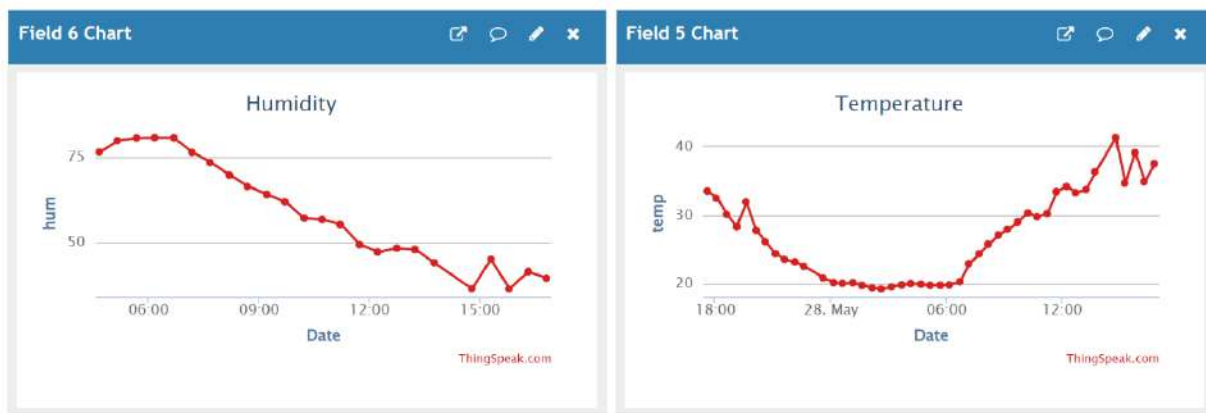 Field 6 Chart
Humidity
75
50
hum
06:00 09:00 12:00 15:00
Date
ThingSpeak.com
Field 5 Chart
Temperature
40
30
20
temp
18:00 28. May 06:00 12:00
Date
ThingSpeak.com